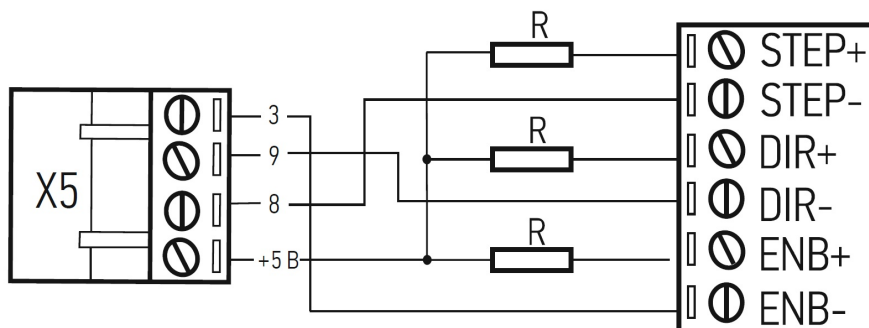 X5
3
9
8
+5 В
R
R
R
STEP+
STEP-
DIR+
DIR-
ENB+
ENB-